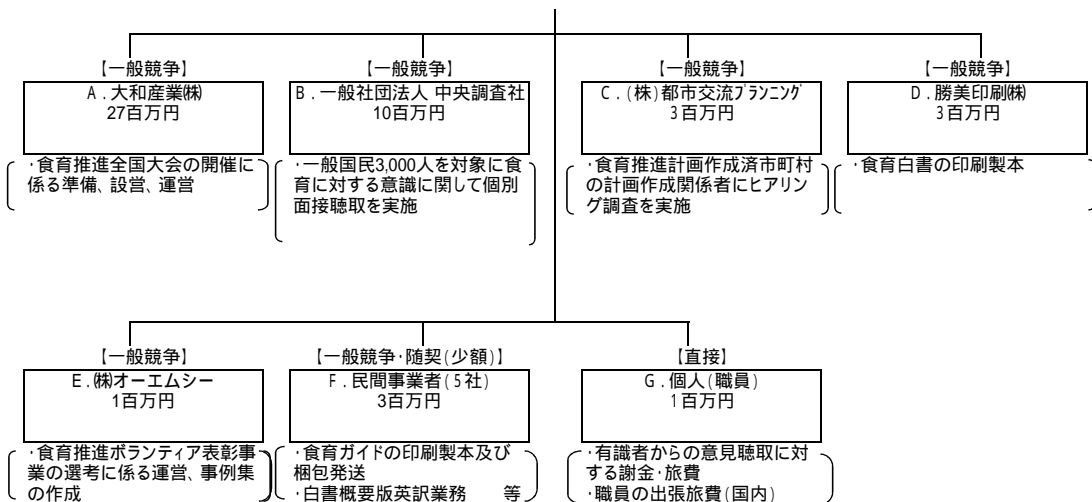 【一般競争】
A．大和産業㈱
27百万円
・食育推進全国大会の開催に
係る準備、設営、運営
【一般競争】
B．一般社団法人 中央調査社
10百万円
・一般国民3,000人を対象に食
育に対する意識に関して個別
面接聴取を実施
【一般競争】
C．(株)都市交流プランニング
3百万円
・食育推進計画作成済市町村
の計画作成関係者にヒアリン
グ調査を実施
【一般競争】
D．勝美印刷㈱
3百万円
・食育白書の印刷製本
【一般競争】
E．㈱オーエムシー
1百万円
・食育推進ボランティア表彰事
業の選考に係る運営、事例集
の作成
【一般競争・随契(少額)】
F．民間事業者(5社)
3百万円
・食育ガイドの印刷製本及び
梱包発送
・白書概要版英訳業務　　等
【直接】
G．個人(職員)
1百万円
・有識者からの意見聴取に対
する謝金・旅費
・職員の出張旅費(国内)